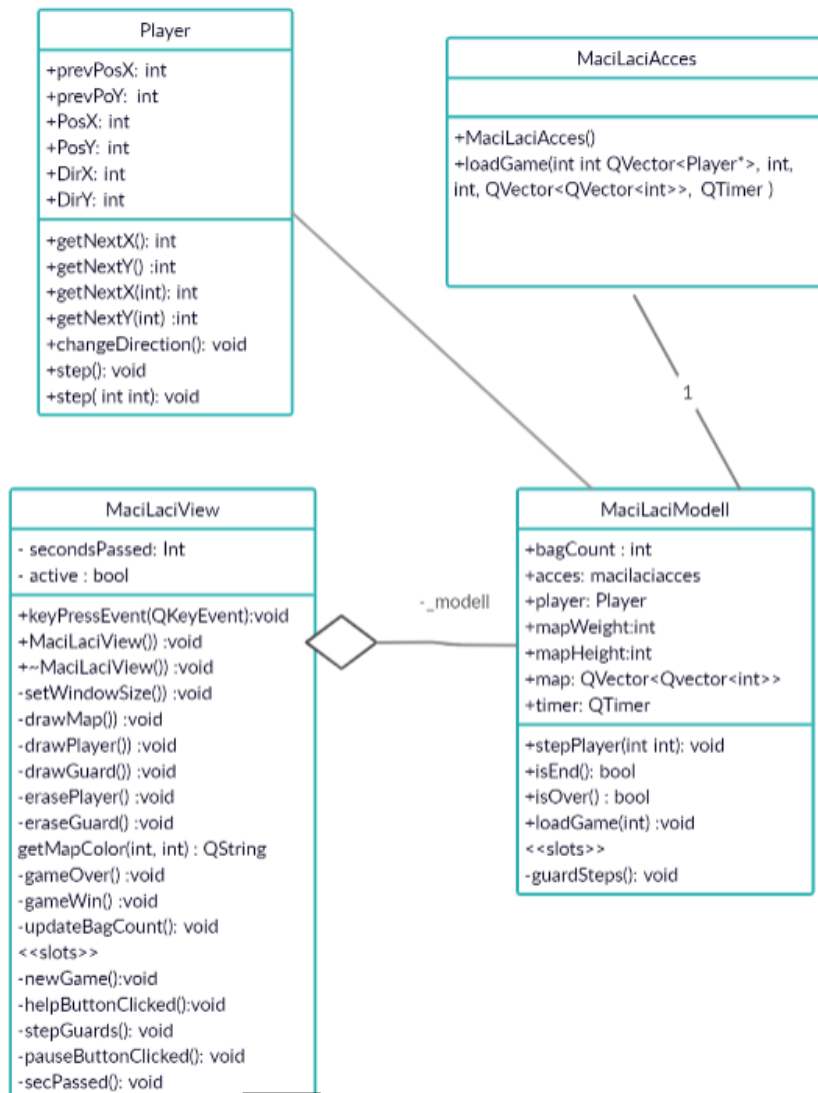 Player
+prevPosX: int
+prevPoY: int
+PosX: int
+PosY: int
+DirX: int
+DirY: int
+getNextX(): int
+getNextY() :int
+getNextX(int): int
+getNextY(int) :int
+changeDirection(): void
+step(): void
+step( int int): void
MaciLaciAcces
+MaciLaciAcces()
+loadGame(int int QVector<Player*>, int,
int, QVector<QVector<int>>, QTimer )
1
MaciLaciView
- secondsPassed: Int
- active : bool
+keyPressEvent(QKeyEvent):void
+MaciLaciView()) :void
+~MaciLaciView()) :void
-setWindowSize()) :void
-drawMap()) :void
-drawPlayer()) :void
-drawGuard()) :void
-erasePlayer() :void
-eraseGuard() :void
getMapColor(int, int) : QString
-gameOver() :void
-gameWin() :void
-updateBagCount(): void
<<slots>>
-newGame():void
-helpButtonClicked():void
-stepGuards(): void
-pauseButtonClicked(): void
-secPassed(): void
-_modell
MaciLaciModell
+bagCount : int
+acces: macilaciacces
+player: Player
+mapWeight:int
+mapHeight:int
+map: QVector<Qvector<int>>
+timer: QTimer
+stepPlayer(int int): void
+isEnd(): bool
+isOver() : bool
+loadGame(int) :void
<<slots>>
-guardSteps(): void